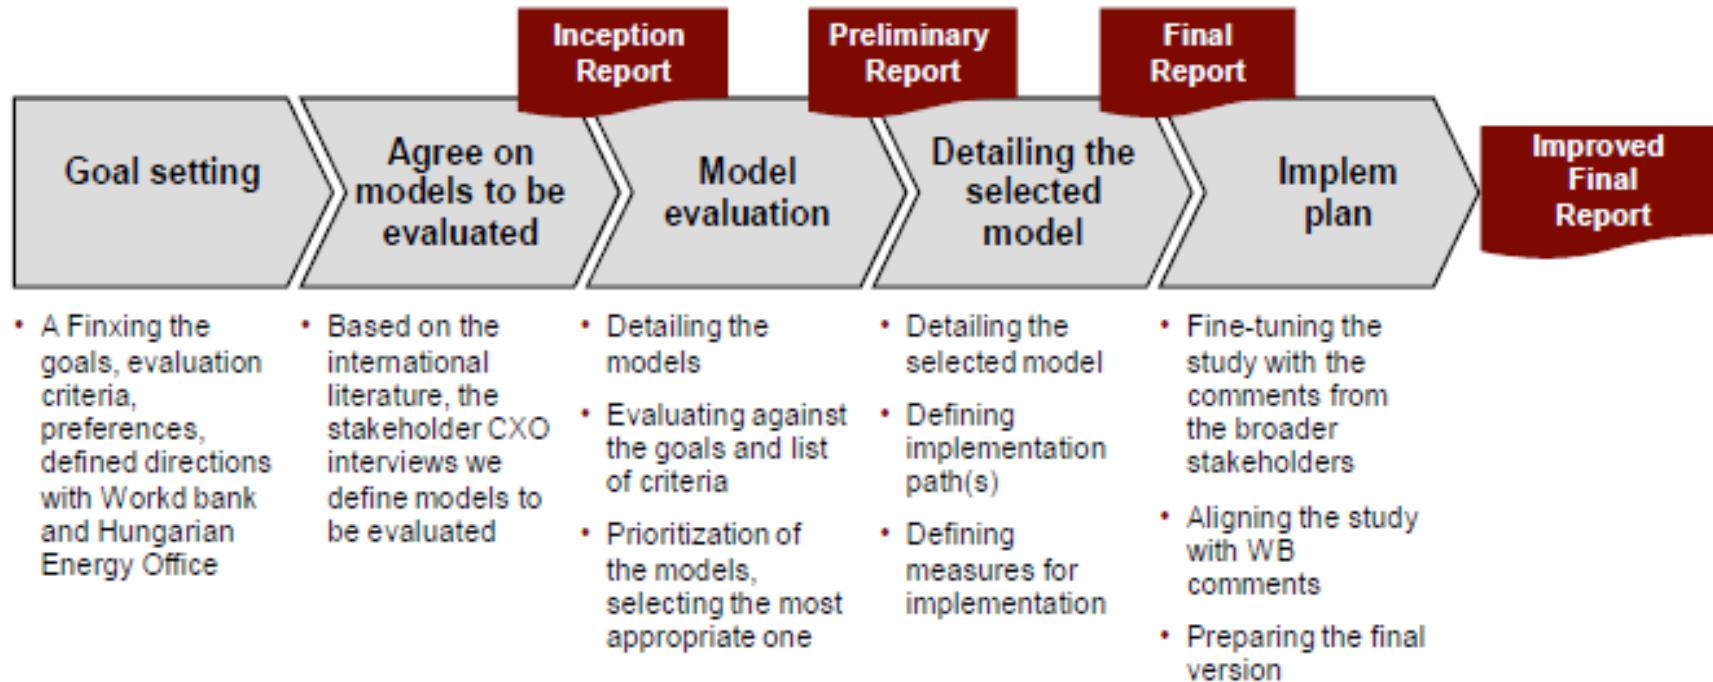 Inception
Report
Preliminary
Report
Final
Report
Improved
Final
Report
Goal setting
Agree on
models to be
evaluated
Model
evaluation
Detailing the
selected
model
Implem
plan
• A Finxing the
goals, evaluation
criteria,
preferences,
defined directions
with Workd bank
and Hungarian
Energy Office
• Based on the
international
literature, the
stakeholder CXO
interviews we
define models to
be evaluated
• Detailing the
models
• Evaluating against
the goals and list
of criteria
• Prioritization of
the models,
selecting the most
appropriate one
• Detailing the
selected model
• Defining
implementation
path(s)
• Defining
measures for
implementation
• Fine-tuning the
study with the
comments from
the broader
stakeholders
• Aligning the study
with WB
comments
• Preparing the final
version